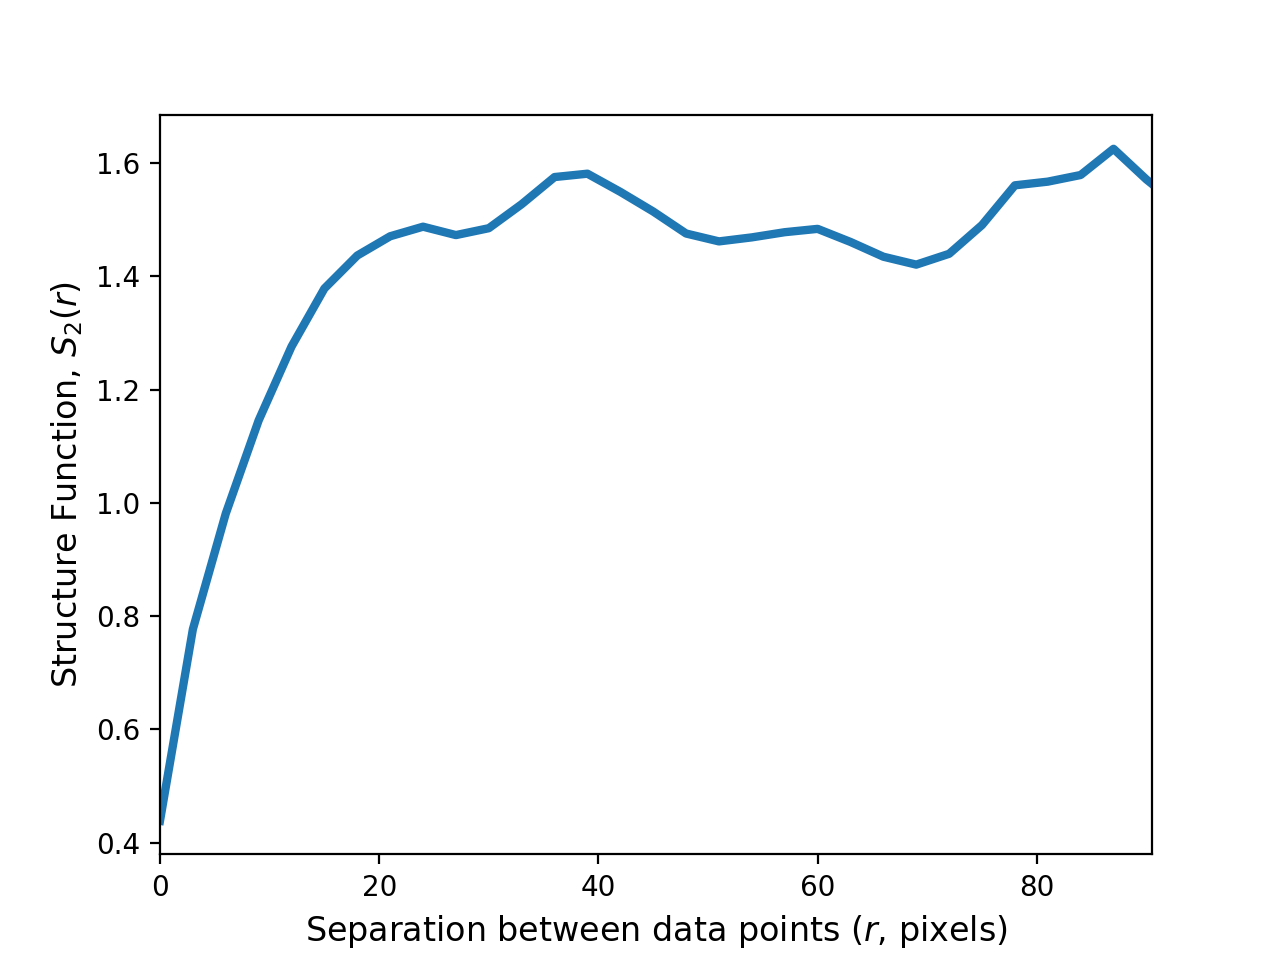 1.6
1.4
1.2
1.0
0.8
0.6
0.4
Structure Function, S₂(r)
0 20 40 60 80
Separation between data points (r, pixels)